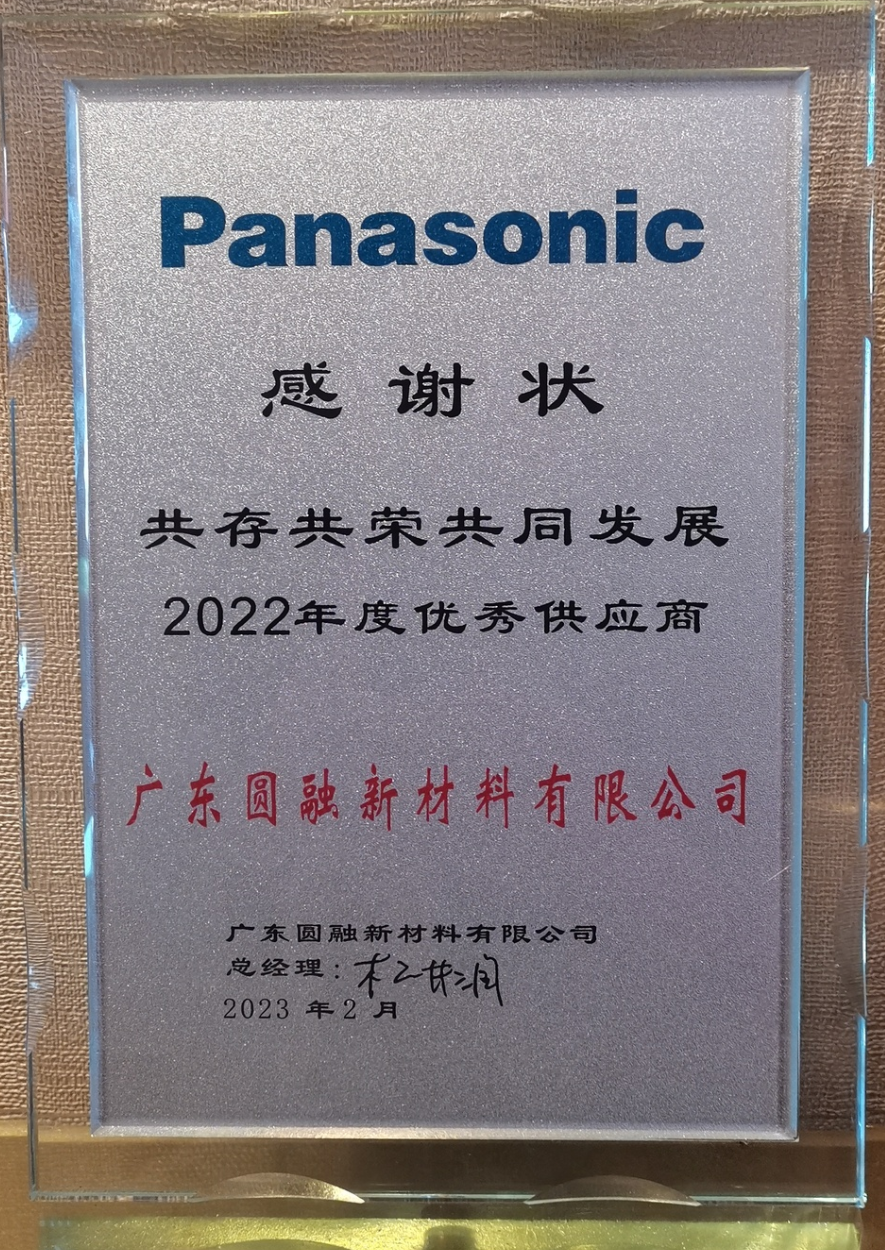 Panasonic
感谢状
共存共荣共同发展
2022年度优秀供应商
广东圆融新材料有限公司
广东圆融新材料有限公司
总经理:
2023 年2 月